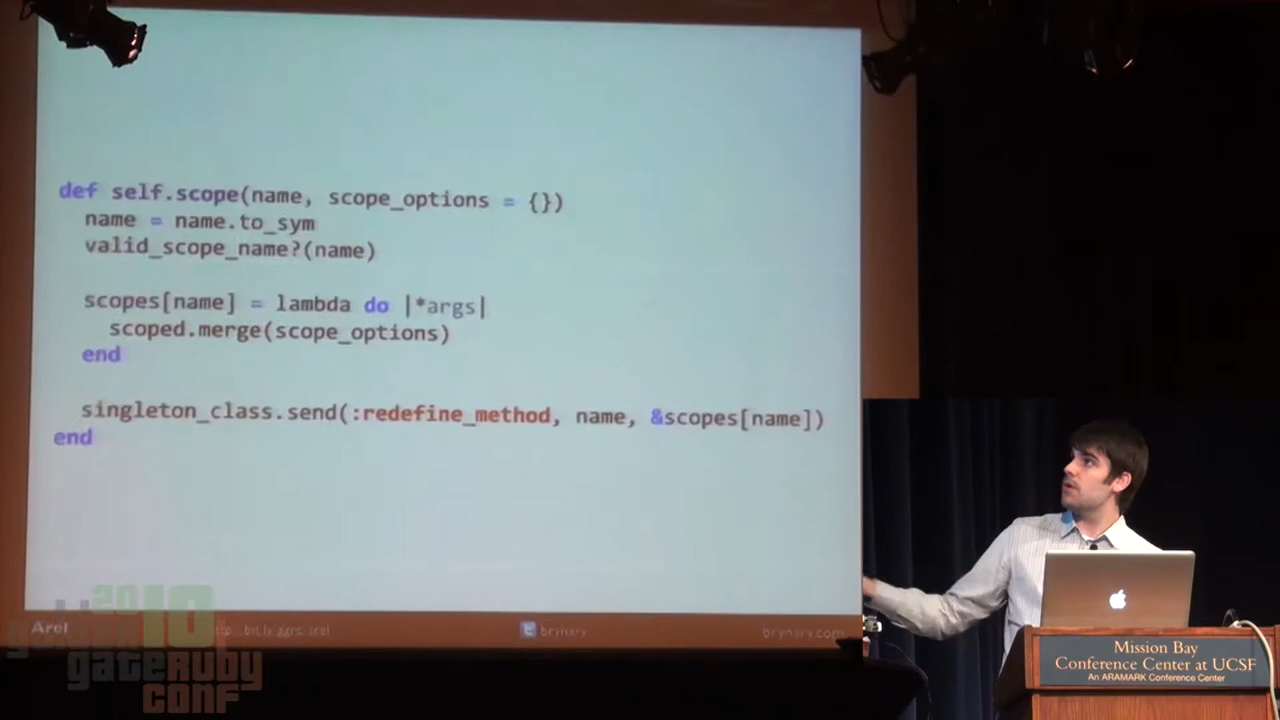 def self.scope(name, scope_options = {})
name = name.to_sym
valid_scope_name?(name)
scopes[name] = lambda do |*args|
scoped.merge(scope_options)
end
singleton_class.send(:redefine_method, name, &scopes[name])
end
Arel
brynary
brynary.com
2010
golden
gateRuby
CONF
Mission Bay
Conference Center at UCSF
An ARAMARK Conference Center